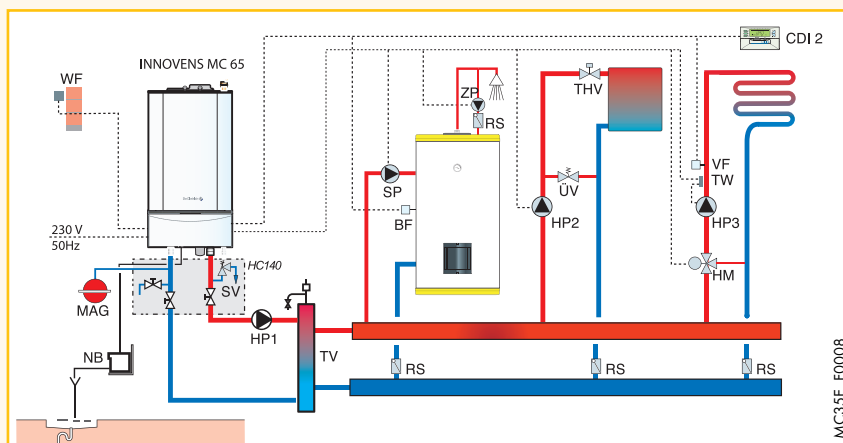 INNOVENS MC 65
WF
CDI 2
ZP
RS
THV
SP
ÜV
BF
VF
TW
HP2
HP3
230 V
50Hz
HC140
SV
HM
MAG
HP1
TV
NB
RS
RS
RS
MC35E_F0008